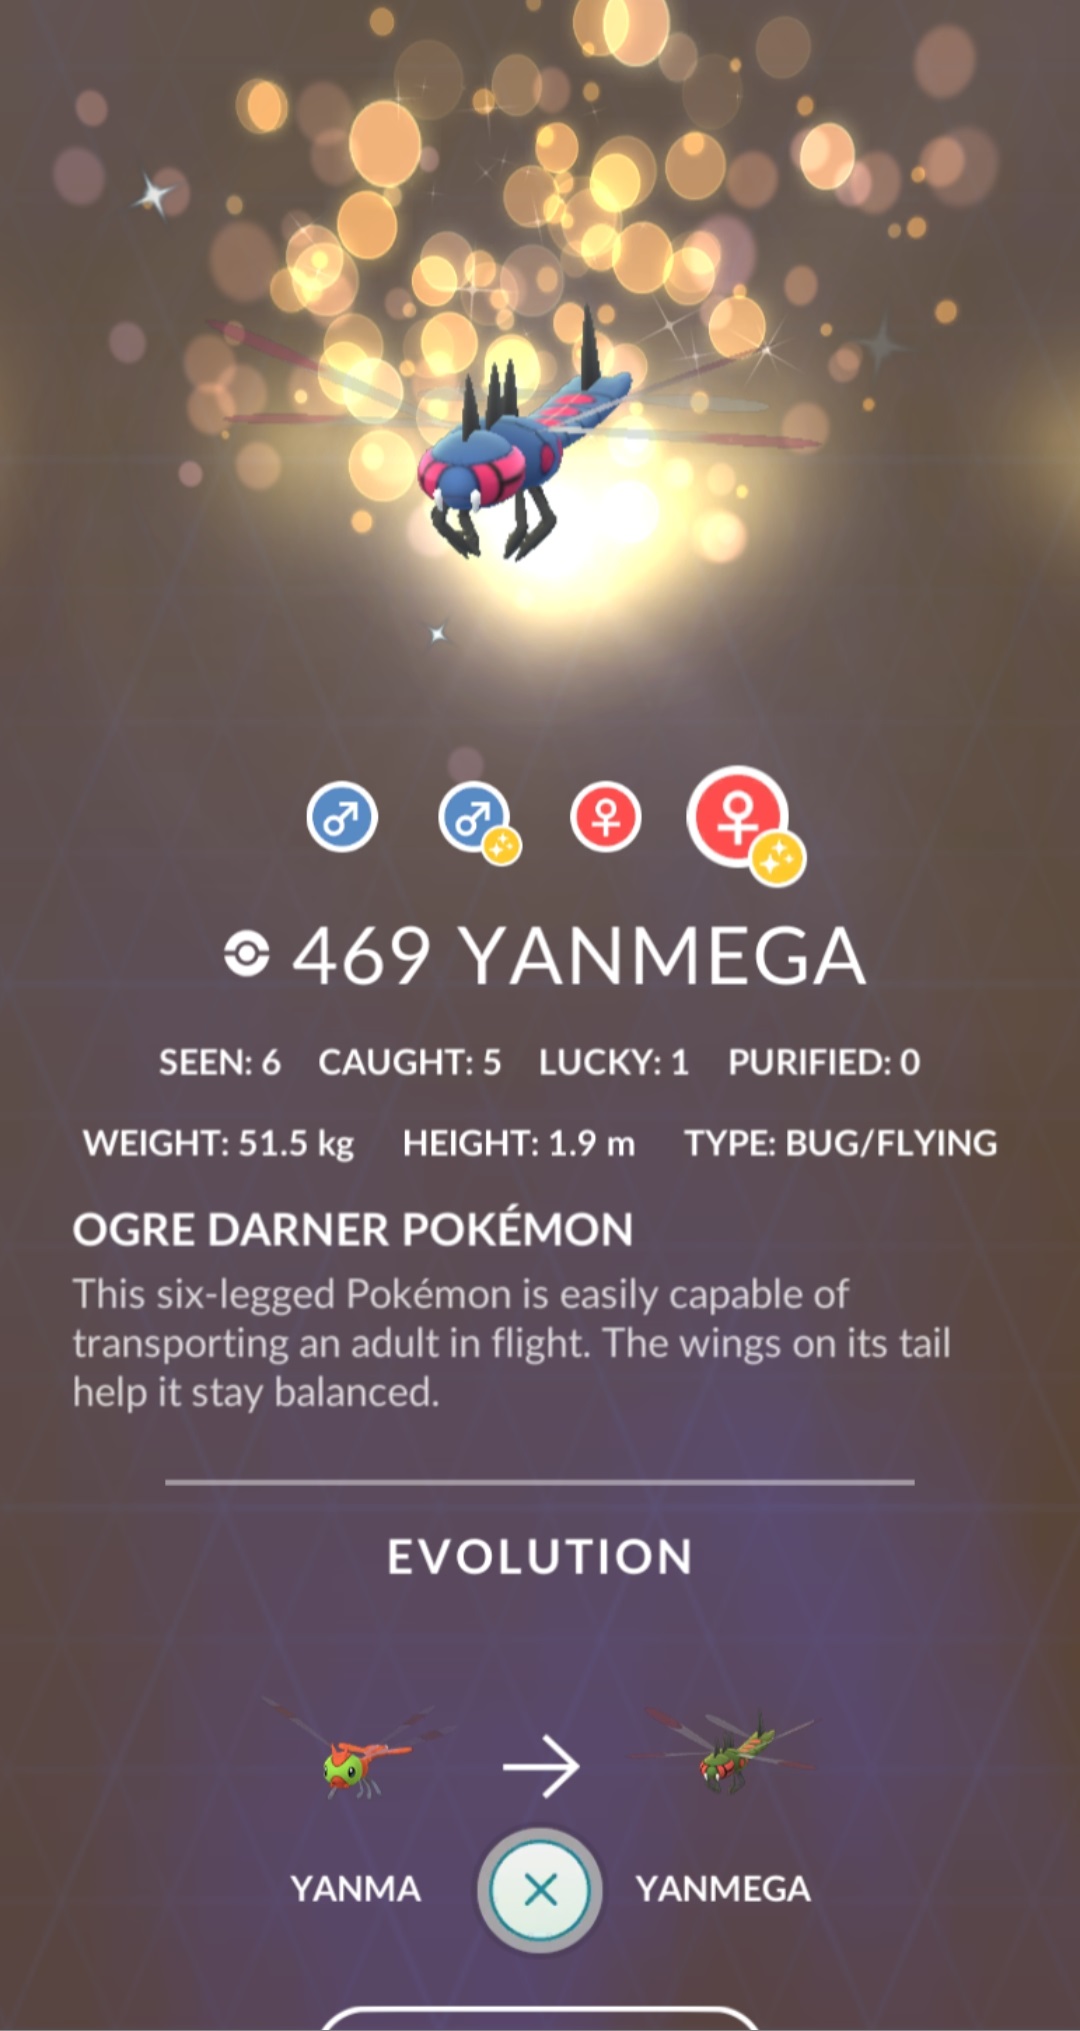 469 YANMEGA
SEEN: 6 CAUGHT: 5 LUCKY: 1 PURIFIED: 0
WEIGHT: 51.5 kg HEIGHT: 1.9 m TYPE: BUG/FLYING
OGRE DARNER POKÉMON
This six-legged Pokémon is easily capable of
transporting an adult in flight. The wings on its tail
help it stay balanced.
EVOLUTION
YANMA YANMEGA